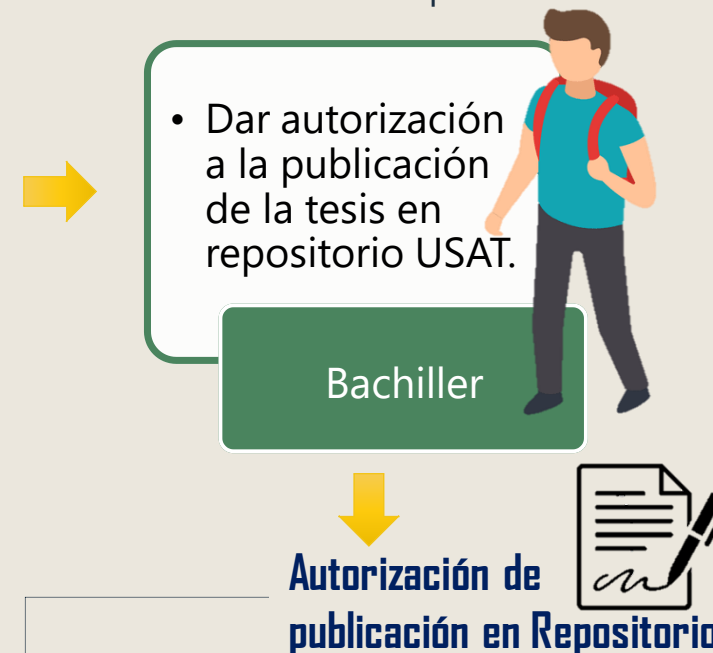 • Dar autorización
a la publicación
de la tesis en
repositorio USAT.
Bachiller
Autorización de
publicación en Repositorio